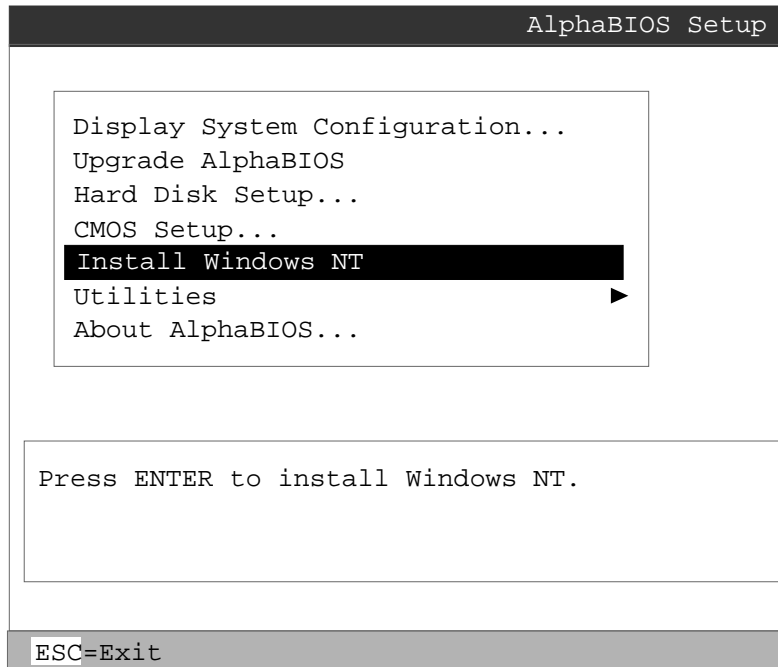 AlphaBIOS Setup
Display System Configuration...
Upgrade AlphaBIOS
Hard Disk Setup...
CMOS Setup...
Install Windows NT
Utilities
About AlphaBIOS...
Press ENTER to install Windows NT.
ESC=Exit